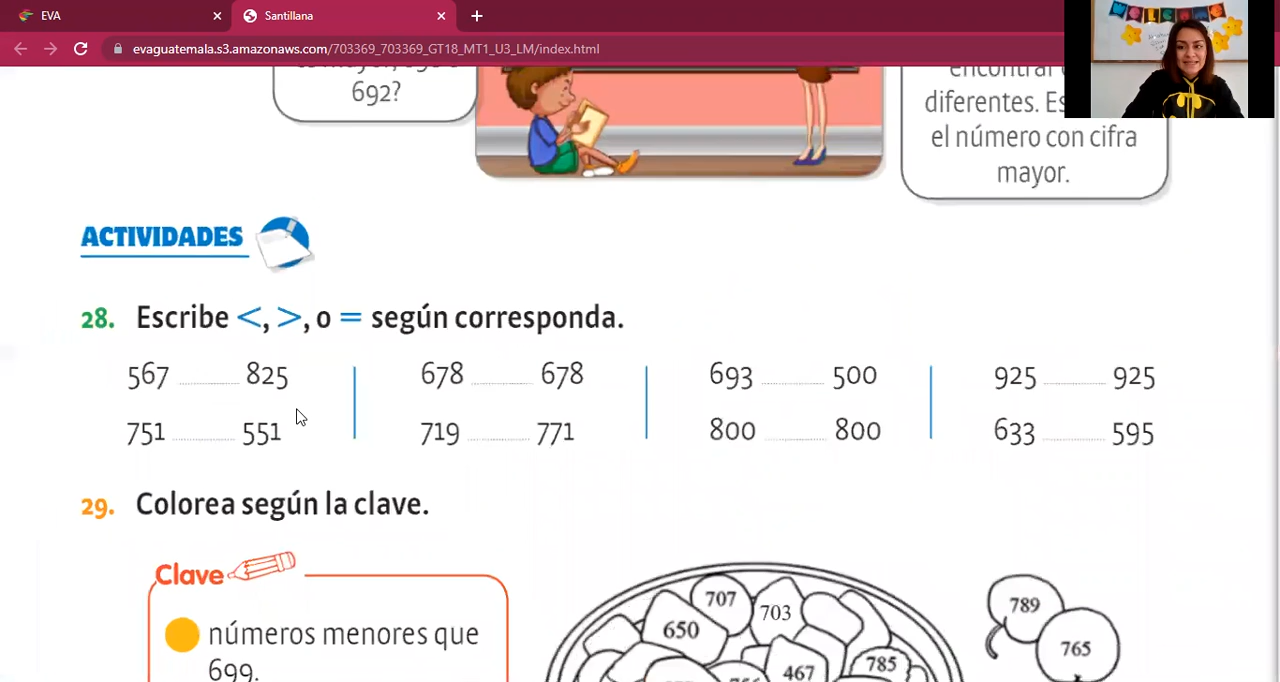 EVA
Santillana
evaguatemala.s3.amazonaws.com/703369_703369_GT18_MT1_U3_LM/index.html
WELCOME
692?
encontrar
diferentes. Es
el número con cifra
mayor.
ACTIVIDADES
28. Escribe <, >, o = según corresponda.
567 ........ 825 678 ........ 678 693 ........ 500 925 ........ 925
751 ........ 551 719 ........ 771 800 ........ 800 633 ........ 595
29. Colorea según la clave.
Clave
números menores que
699.
707
703
650
467
785
789
765